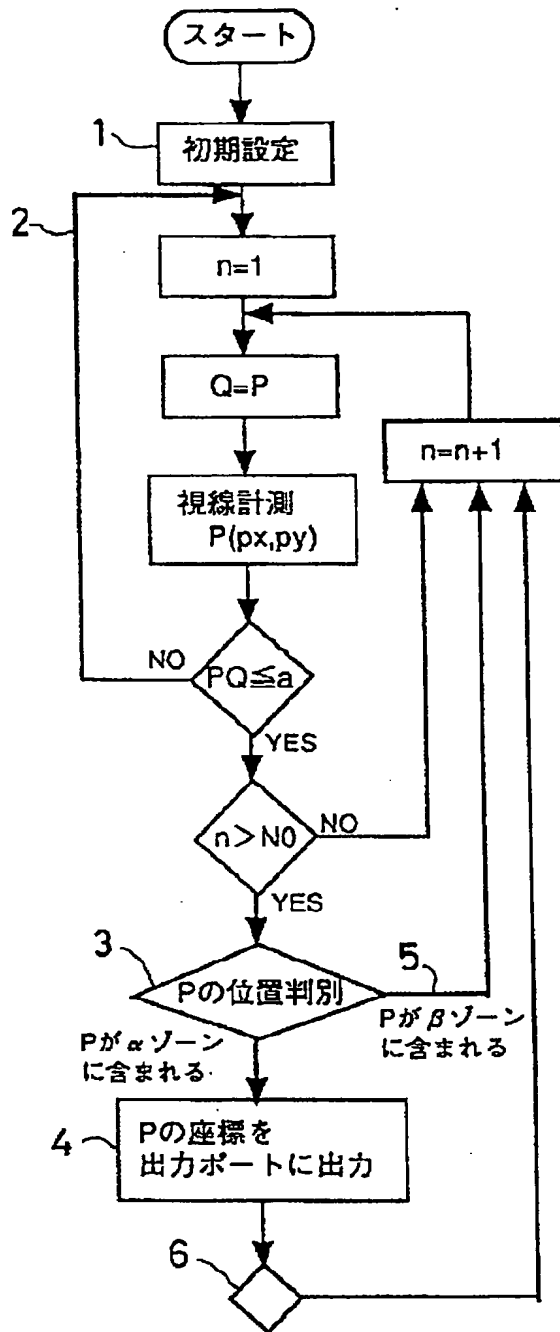 スタート
1
初期設定
2
n=1
Q=P
n=n+1
視線計測
P(px,py)
NO
PQ≦a
YES
n>N0
NO
YES
3
Pの位置判別
5
Pがαゾーン
に含まれる
Pがβゾーン
に含まれる
4
Pの座標を
出力ポートに出力
6